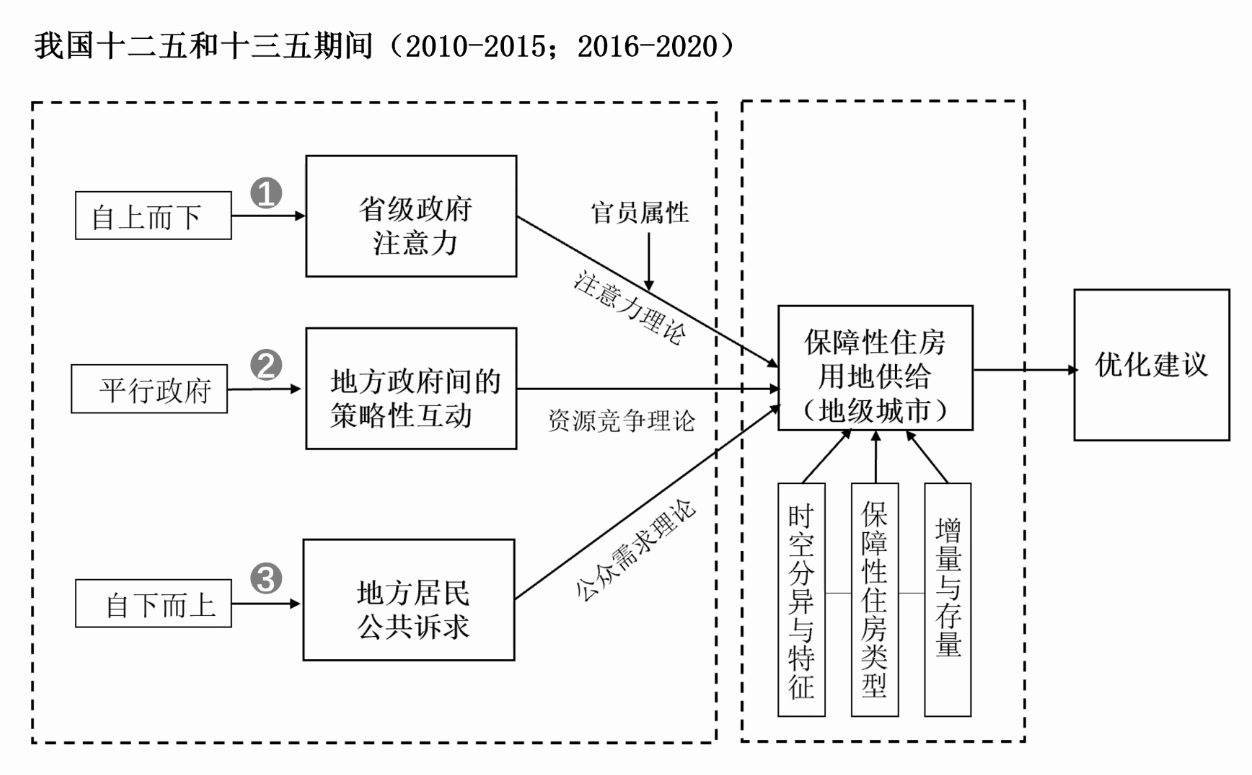 我国十二五和十三五期间（2010-2015；2016-2020）
1
自上而下
省级政府
注意力
官员属性
注意力理论
2
平行政府
地方政府间的
策略性互动
资源竞争理论
3
自下而上
地方居民
公共诉求
公众需求理论
保障性住房
用地供给
（地级城市）
时空分异与特征
保障性住房类型
增量与存量
优化建议